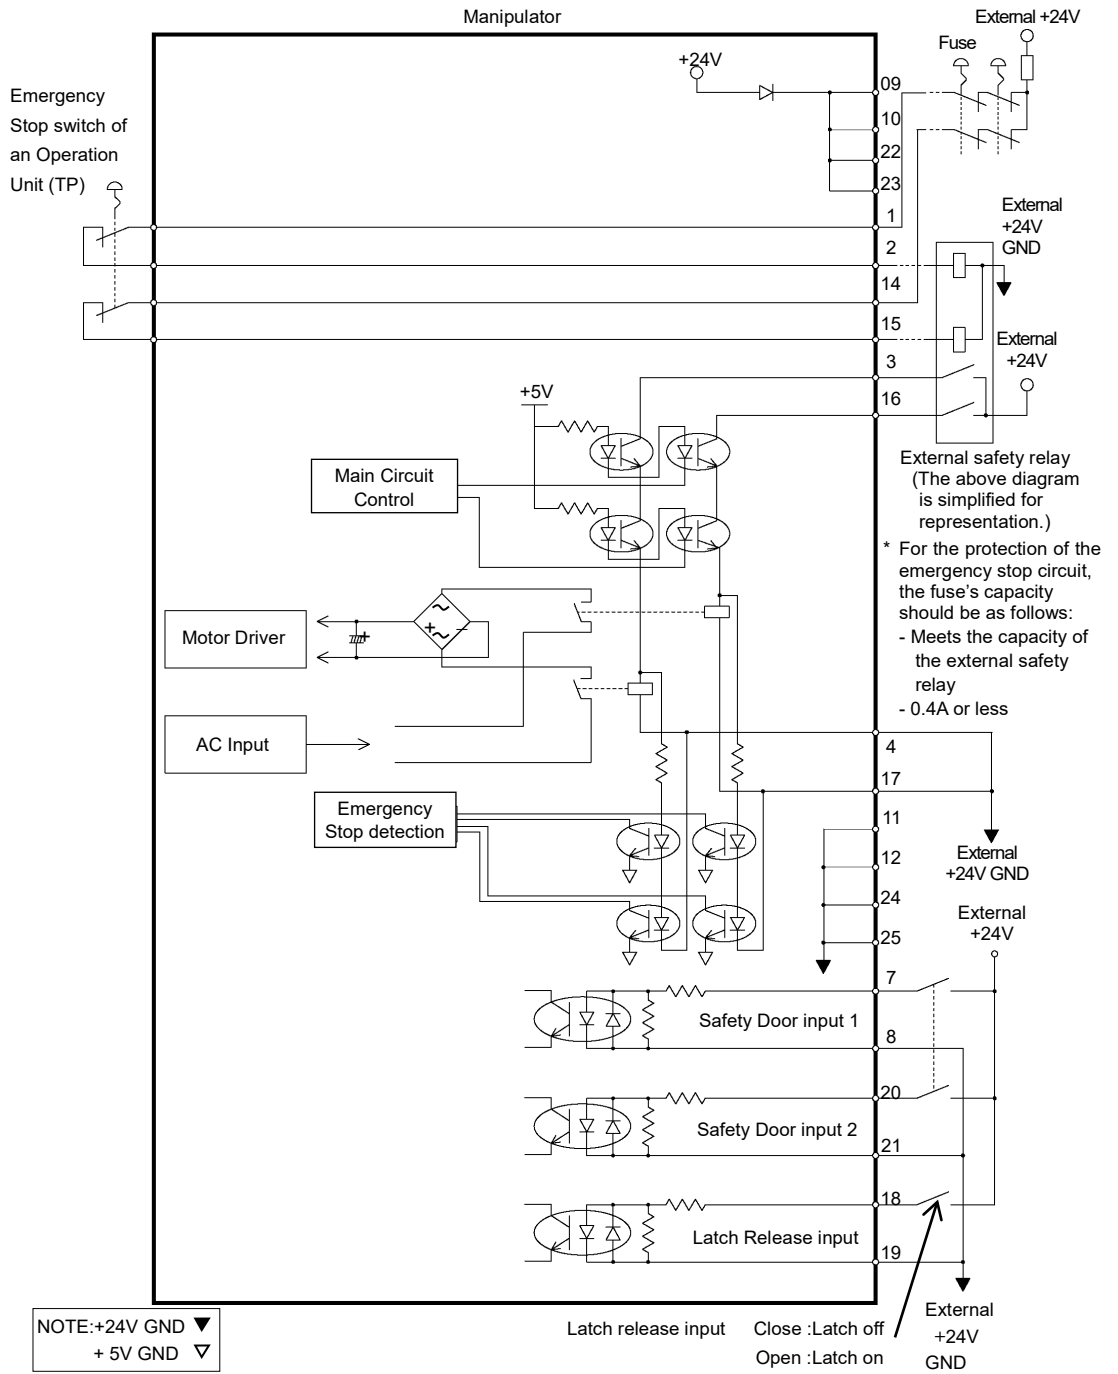 Manipulator
External +24V
Fuse
+24V
Emergency
Stop switch of
an Operation
Unit (TP)
09
10
22
23
1
2
14
15
3
16
External
+24V
GND
External
+24V
+5V
Main Circuit
Control
External safety relay
(The above diagram
is simplified for
representation.)
* For the protection of the
emergency stop circuit,
the fuse's capacity
should be as follows:
- Meets the capacity of
the external safety
relay
- 0.4A or less
Motor Driver
AC Input
4
17
11
12
24
25
Emergency
Stop detection
External
+24V GND
External
+24V
7
Safety Door input 1
8
20
Safety Door input 2
21
18
Latch Release input
19
External
+24V
GND
NOTE:+24V GND ▼
+ 5V GND ▽
Latch release input Close :Latch off
Open :Latch on